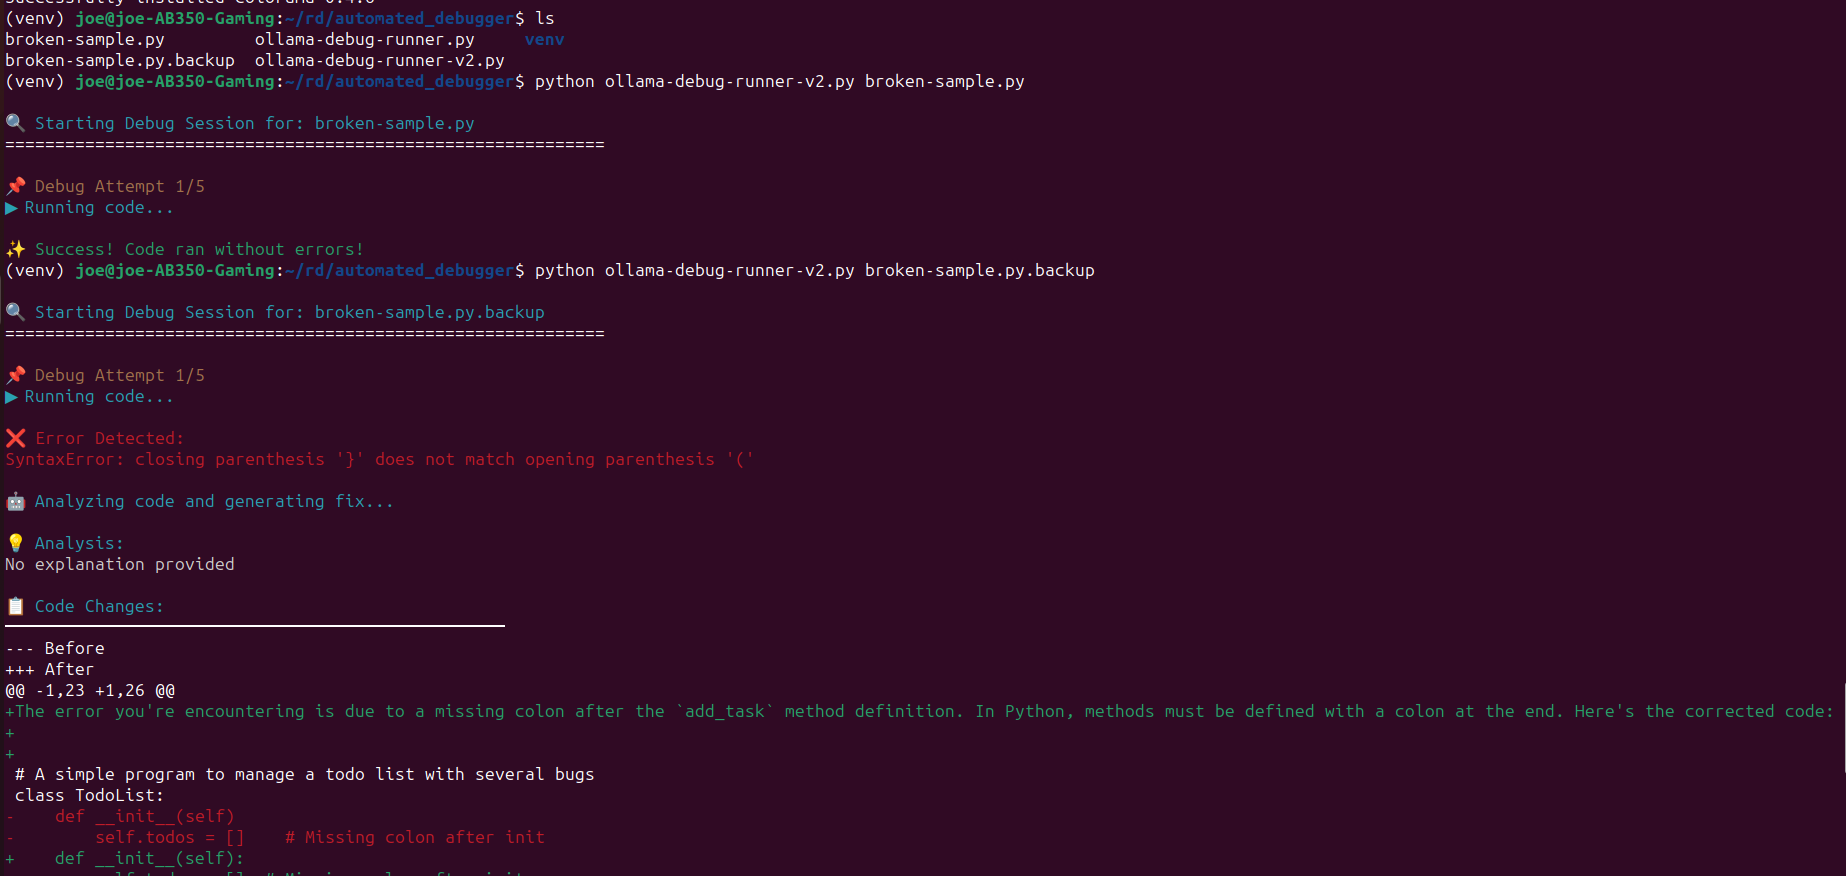 (venv) joe@joe-AB350-Gaming:~/rd/automated_debugger$ ls
broken-sample.py         ollama-debug-runner.py     venv
broken-sample.py.backup  ollama-debug-runner-v2.py
(venv) joe@joe-AB350-Gaming:~/rd/automated_debugger$ python ollama-debug-runner-v2.py broken-sample.py
🔍 Starting Debug Session for: broken-sample.py
============================================================
📌 Debug Attempt 1/5
▶ Running code...
✨ Success! Code ran without errors!
(venv) joe@joe-AB350-Gaming:~/rd/automated_debugger$ python ollama-debug-runner-v2.py broken-sample.py.backup
🔍 Starting Debug Session for: broken-sample.py.backup
============================================================
📌 Debug Attempt 1/5
▶ Running code...
❌ Error Detected:
SyntaxError: closing parenthesis '}' does not match opening parenthesis '('
🤖 Analyzing code and generating fix...
💡 Analysis:
No explanation provided
📋 Code Changes:
--- Before
+++ After
@@ -1,23 +1,26 @@
+The error you're encountering is due to a missing colon after the `add_task` method definition. In Python, methods must be defined with a colon at the end. Here's the corrected code:
+
+
 # A simple program to manage a todo list with several bugs
 class TodoList:
-    def __init__(self)
-        self.todos = []    # Missing colon after init
+    def __init__(self):